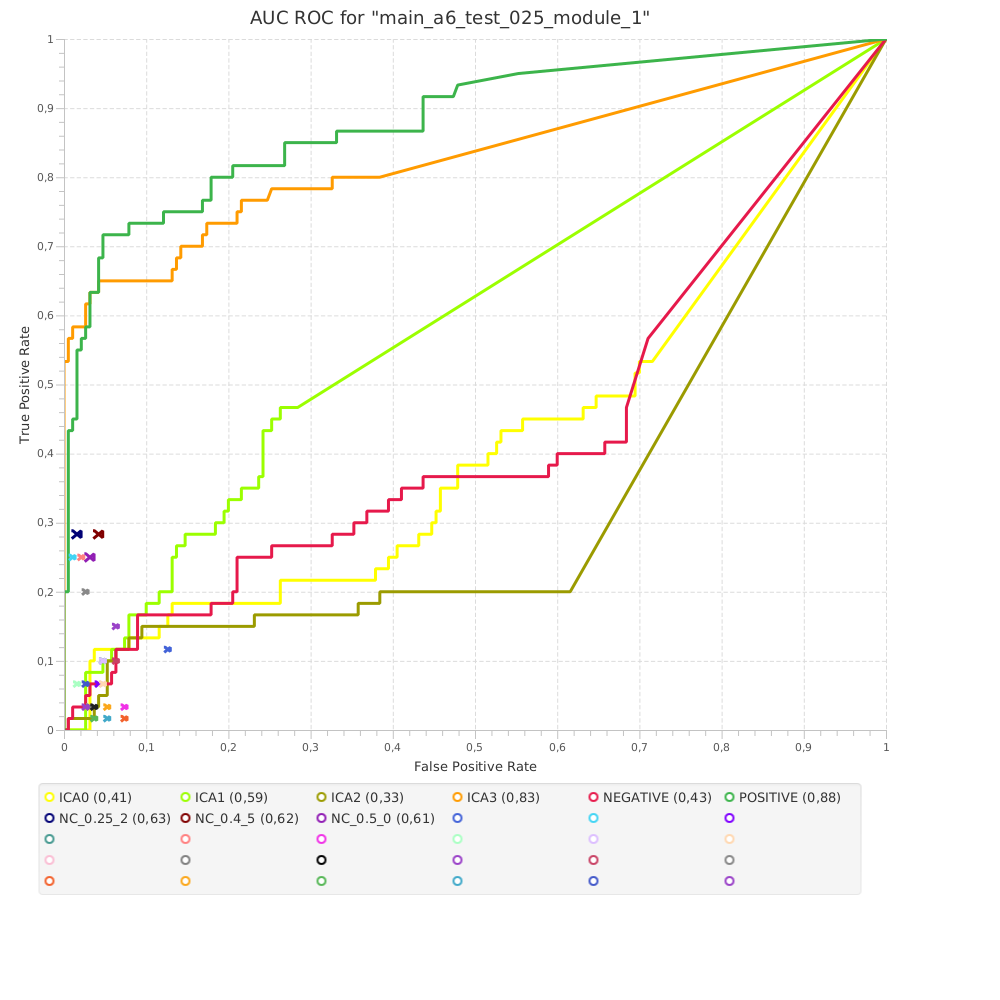 AUC ROC for "main_a6_test_025_module_1"
1
0,9
0,8
0,7
0,6
0,5
0,4
0,3
0,2
0,1
0
True Positive Rate
0 0,1 0,2 0,3 0,4 0,5 0,6 0,7 0,8 0,9 1
False Positive Rate
ICA0 (0,41) ICA1 (0,59) ICA2 (0,33) ICA3 (0,83) NEGATIVE (0,43) POSITIVE (0,88)
NC_0.25_2 (0,63) NC_0.4_5 (0,62) NC_0.5_0 (0,61)